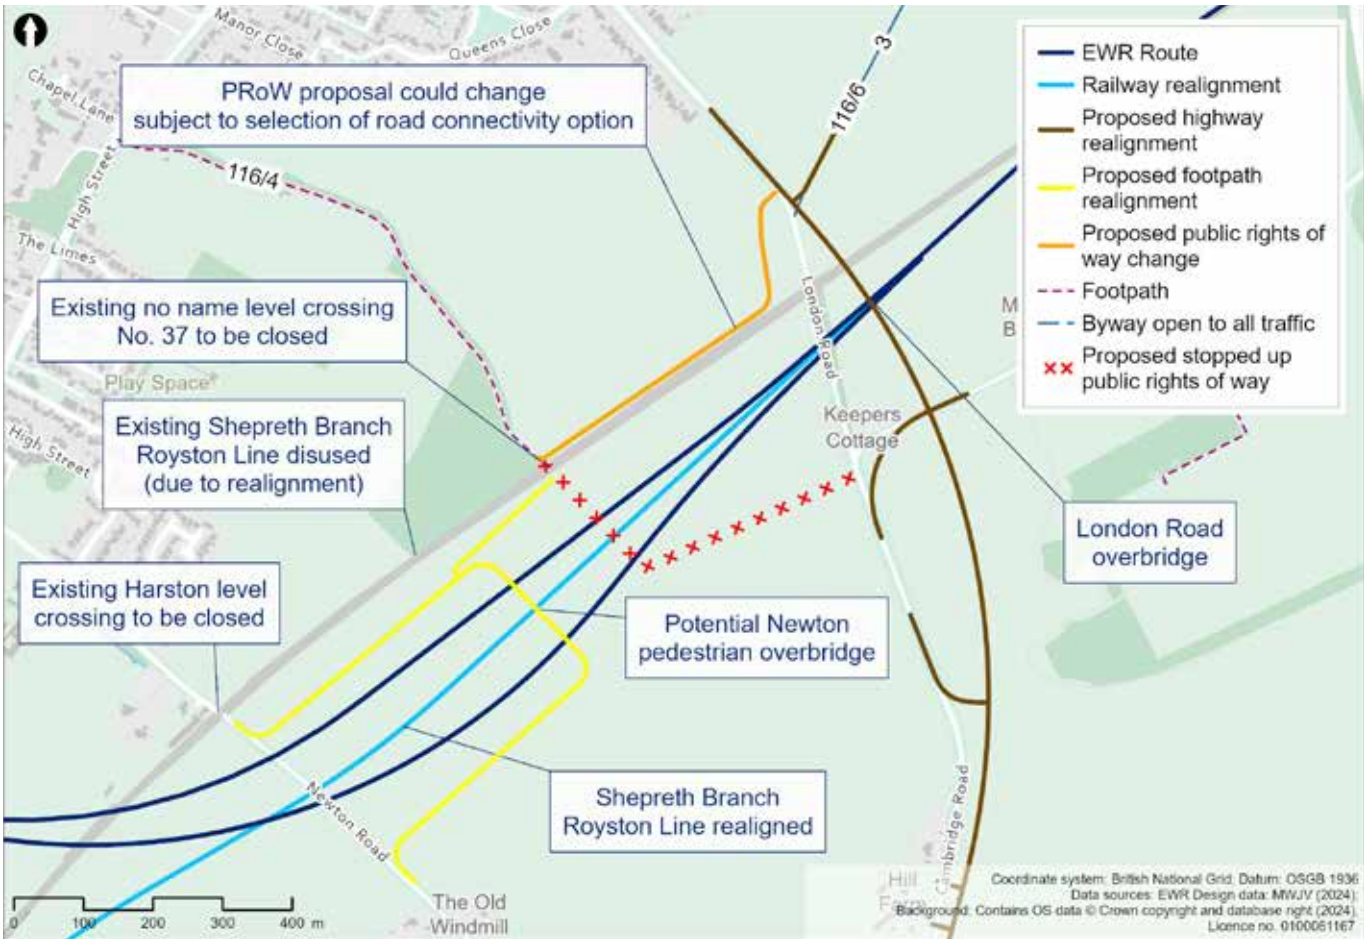 Manor Close
Queens Close
Chapel Lane
PRoW proposal could change
subject to selection of road connectivity option
116/6
3
116/4
High Street
The Limes
Existing no name level crossing
No. 37 to be closed
London Road
Play Space
High Street
Existing Shepreth Branch
Royston Line disused
(due to realignment)
Keepers
Cottage
M
B
Existing Harston level
crossing to be closed
London Road
overbridge
Potential Newton
pedestrian overbridge
Shepreth Branch
Royston Line realigned
Newton Road
Cambridge Road
The Old
Windmill
Hill
0 100 200 300 400 m
EWR Route
Railway realignment
Proposed highway
realignment
Proposed footpath
realignment
Proposed public rights of
way change
Footpath
Byway open to all traffic
Proposed stopped up
public rights of way
Coordinate system: British National Grid; Datum: OSGB 1936
Data sources: EWR Design data: MWJV (2024);
Background: Contains OS data © Crown copyright and database right (2024),
Licence no. 0100061167